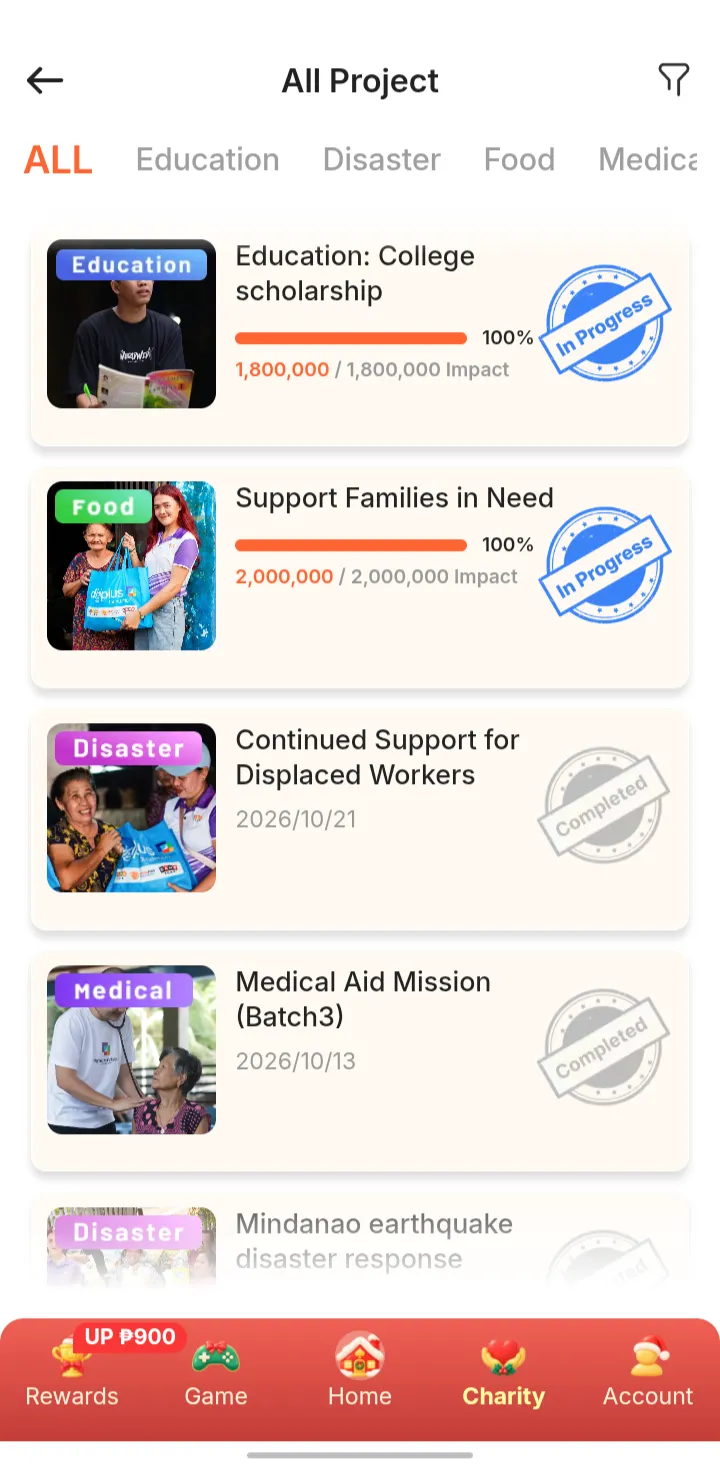 All Project
ALL Education Disaster Food Medica
Education
Education: College
scholarship
100%
1,800,000 / 1,800,000 Impact
In Progress
Food
Support Families in Need
100%
2,000,000 / 2,000,000 Impact
In Progress
Disaster
Continued Support for
Displaced Workers
2026/10/21
Completed
Medical
Medical Aid Mission
(Batch3)
2026/10/13
Completed
Disaster
Mindanao earthquake
disaster response
UP ₱900
Rewards Game Home Charity Account